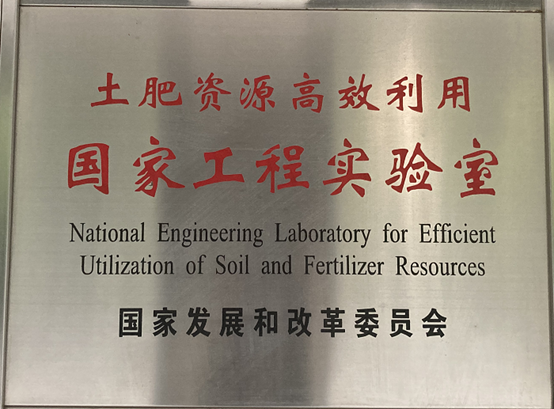 土肥资源高效利用
国家工程实验室
National Engineering Laboratory for Efficient
Utilization of Soil and Fertilizer Resources
国家发展和改革委员会